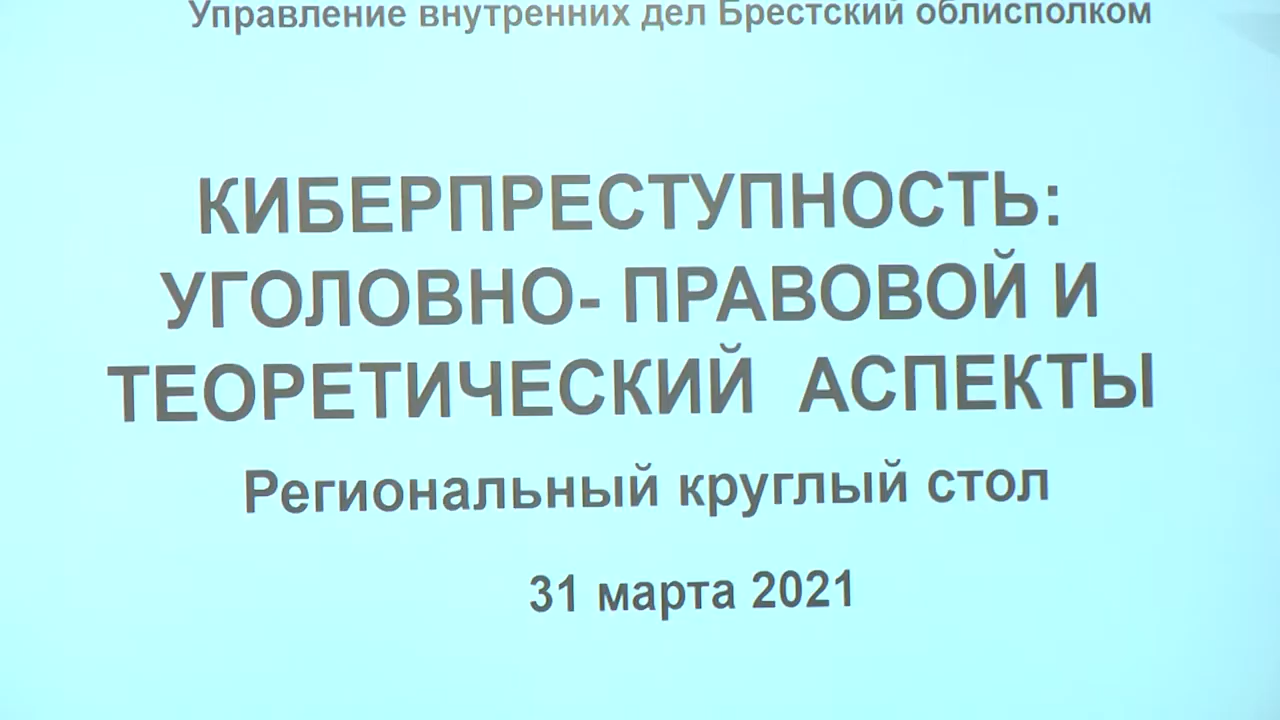 Управление внутренних дел Брестский облисполком
КИБЕРПРЕСТУПНОСТЬ:
УГОЛОВНО- ПРАВОВОЙ И
ТЕОРЕТИЧЕСКИЙ АСПЕКТЫ
Региональный круглый стол
31 марта 2021